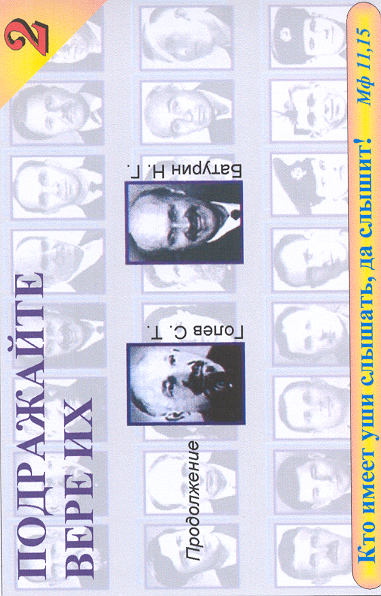 2
ПОДРАЖАЙТЕ
ВЕРЕ ИХ
Батурин Н. Г.
Голев С. Т.
Продолжение
Кто имеет уши слышать, да слышит!
Мф 11,15